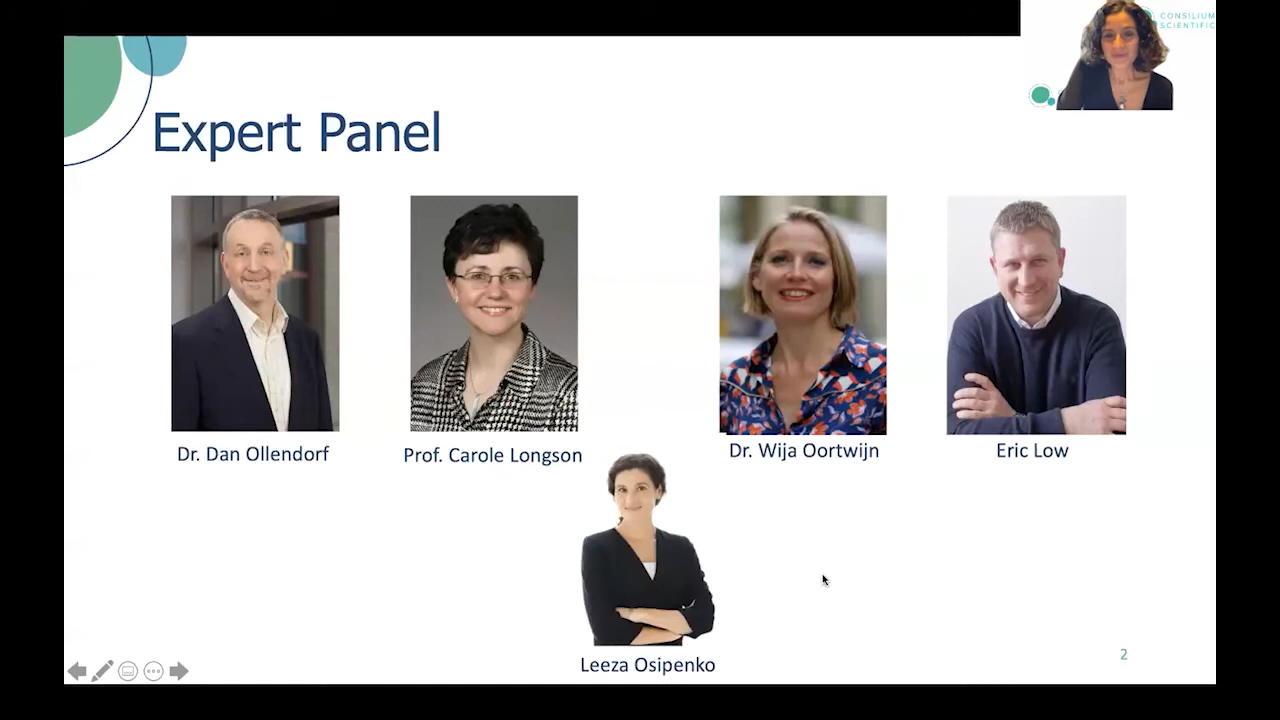 CONSILIUM
SCIENTIFIC
Expert Panel
Dr. Dan Ollendorf
Prof. Carole Longson
Dr. Wija Oortwijn
Eric Low
Leeza Osipenko
2